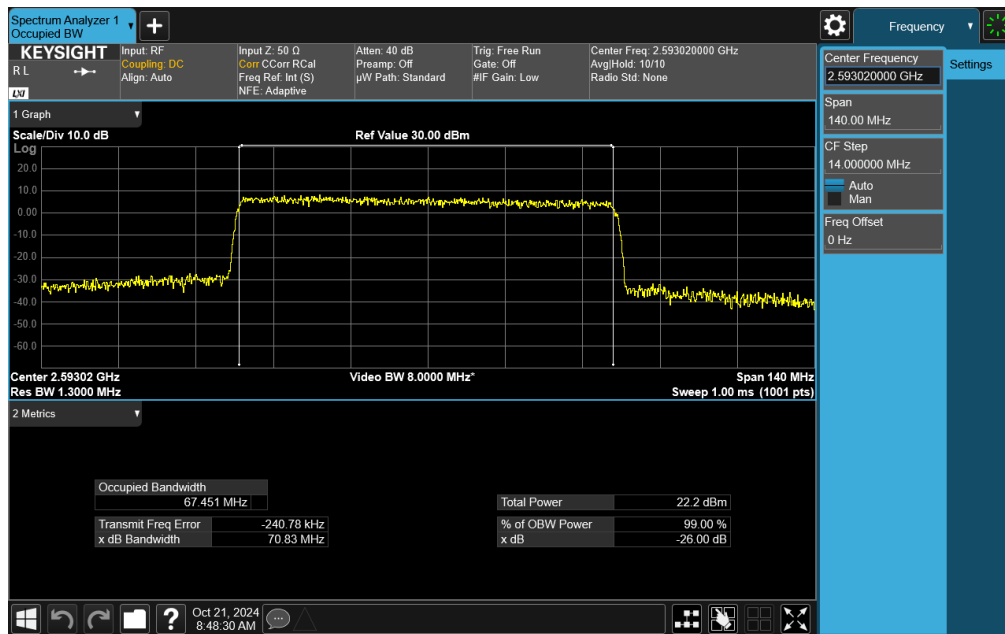 Spectrum Analyzer 1
Occupied BW
Frequency
KEYSIGHT
R L
LXI
Input: RF
Coupling: DC
Align: Auto
Input Z: 50 Ω
Corr CCorr RCal
Freq Ref: Int (S)
NFE: Adaptive
Atten: 40 dB
Preamp: Off
µW Path: Standard
Trig: Free Run
Gate: Off
#IF Gain: Low
Center Freq: 2.593020000 GHz
Avg|Hold: 10/10
Radio Std: None
Center Frequency
2.593020000 GHz
Settings
Span
140.00 MHz
CF Step
14.000000 MHz
Auto
Man
Freq Offset
0 Hz
1 Graph
Scale/Div 10.0 dB
Ref Value 30.00 dBm
Log
20.0
10.0
0.00
-10.0
-20.0
-30.0
-40.0
-50.0
-60.0
Center 2.59302 GHz
Video BW 8.0000 MHz*
Span 140 MHz
Res BW 1.3000 MHz
Sweep 1.00 ms (1001 pts)
2 Metrics
Occupied Bandwidth
67.451 MHz
Total Power 22.2 dBm
Transmit Freq Error -240.78 kHz
% of OBW Power 99.00 %
x dB Bandwidth 70.83 MHz
x dB -26.00 dB
?
Oct 21, 2024
8:48:30 AM